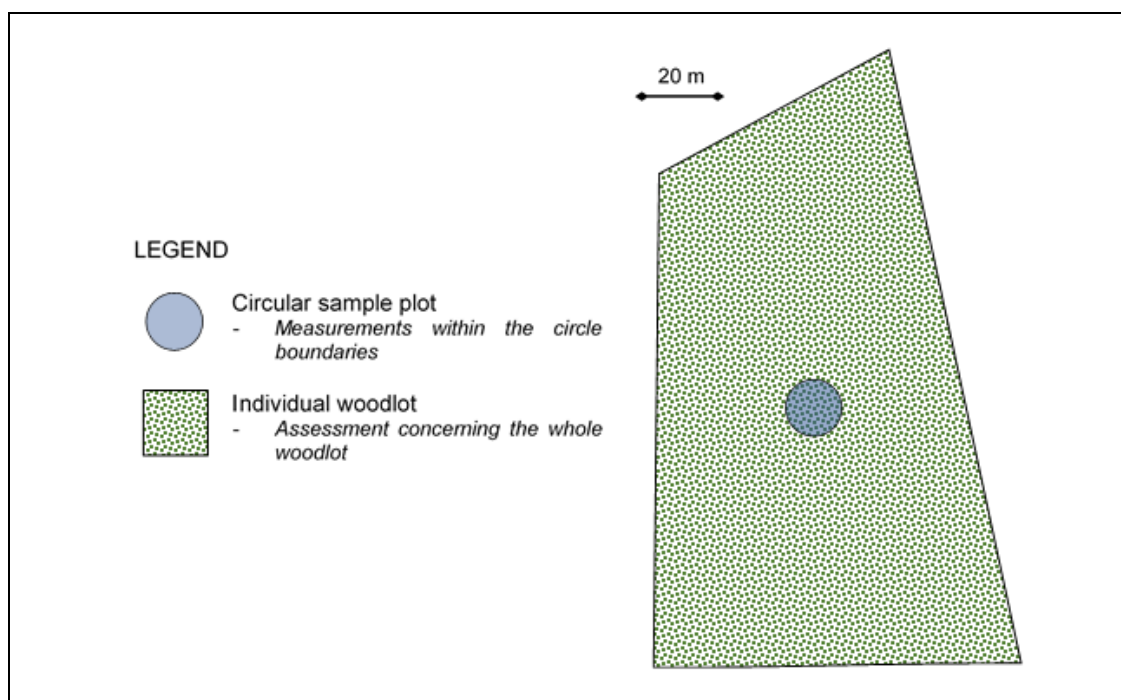 20 m
LEGEND
Circular sample plot
- Measurements within the circle
boundaries
Individual woodlot
- Assessment concerning the whole
woodlot